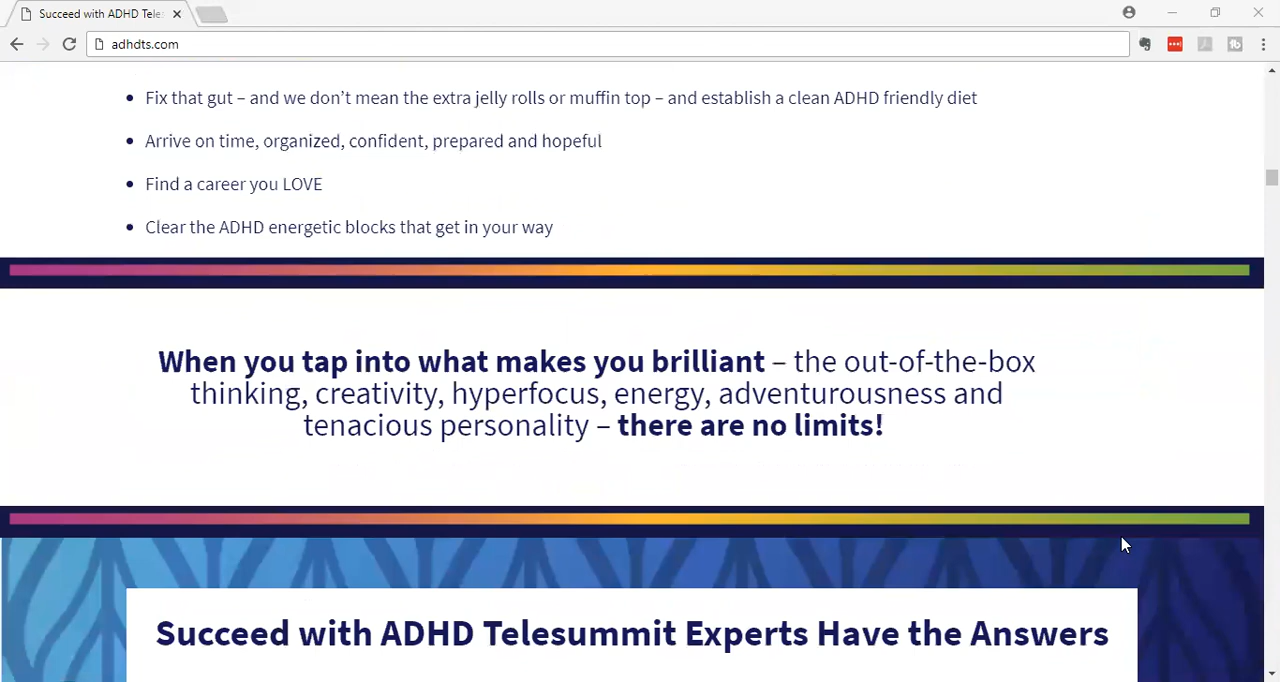 Succeed with ADHD Teles
adhdts.com
• Fix that gut – and we don’t mean the extra jelly rolls or muffin top – and establish a clean ADHD friendly diet
• Arrive on time, organized, confident, prepared and hopeful
• Find a career you LOVE
• Clear the ADHD energetic blocks that get in your way
When you tap into what makes you brilliant – the out-of-the-box
thinking, creativity, hyperfocus, energy, adventurousness and
tenacious personality – there are no limits!
Succeed with ADHD Telesummit Experts Have the Answers